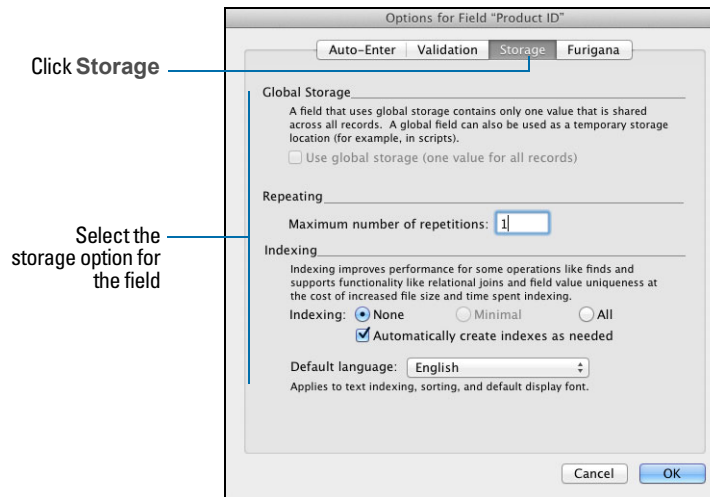 Options for Field “Product ID”
Auto-Enter Validation Storage Furigana
Click Storage
Global Storage
A field that uses global storage contains only one value that is shared
across all records. A global field can also be used as a temporary storage
location (for example, in scripts).
Use global storage (one value for all records)
Repeating
Maximum number of repetitions: 1
Select the
storage option for
the field
Indexing
Indexing improves performance for some operations like finds and
supports functionality like relational joins and field value uniqueness at
the cost of increased file size and time spent indexing.
Indexing: None Minimal All
Automatically create indexes as needed
Default language: English
Applies to text indexing, sorting, and default display font.
Cancel OK